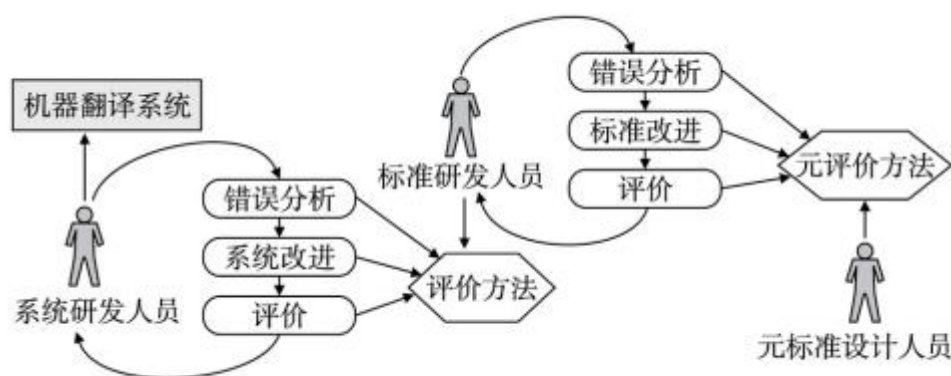 机器翻译系统
系统研发人员
错误分析
系统改进
评价
评价方法
标准研发人员
错误分析
标准改进
评价
元评价方法
元标准设计人员